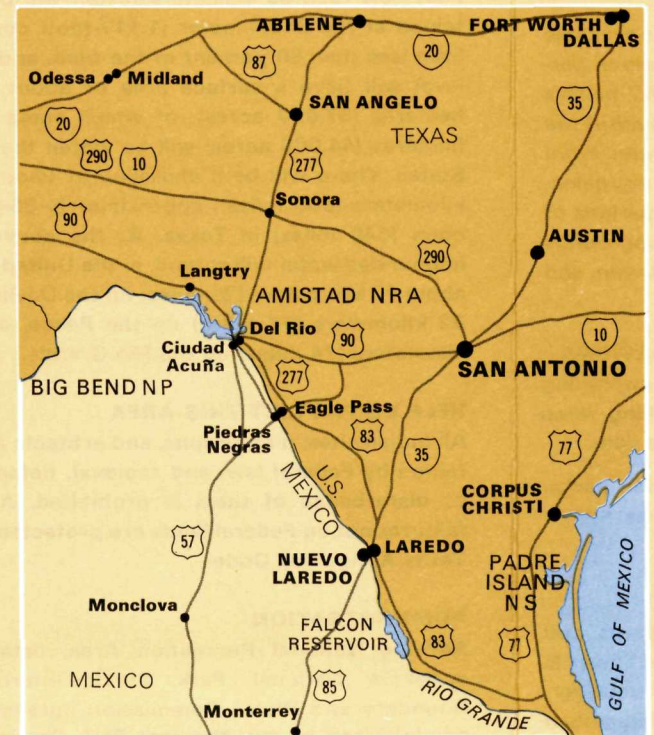 ABILENE
FORT WORTH
DALLAS
87
20
Odessa
Midland
35
SAN ANGELO
TEXAS
20
290
10
277
Sonora
90
290
AUSTIN
Langtry
AMISTAD NRA
Del Rio
90
10
Ciudad
Acuña
SAN ANTONIO
277
BIG BEND NP
Eagle Pass
83
Piedras
Negras
35
77
U.S.
MEXICO
CORPUS
CHRISTI
57
NUEVO
LAREDO
LAREDO
PADRE
ISLAND
NS
Monclova
FALCON
RESERVOIR
83
77
GULF OF MEXICO
MEXICO
85
RIO GRANDE
Monterrey